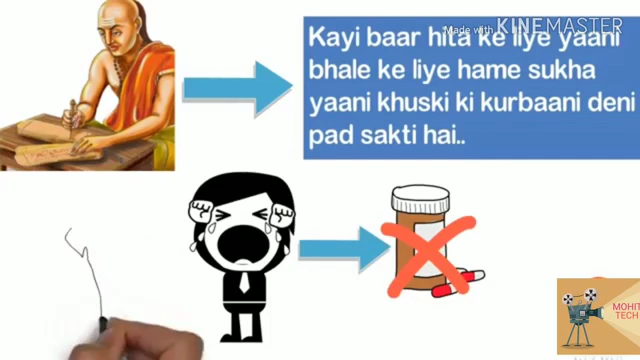 Made with KINEMASTER
Kayi baar hita ke liye yaani
bhale ke liye hame sukha
yaani khuski ki kurbaani deni
pad sakti hai..
MOHIT
TECH